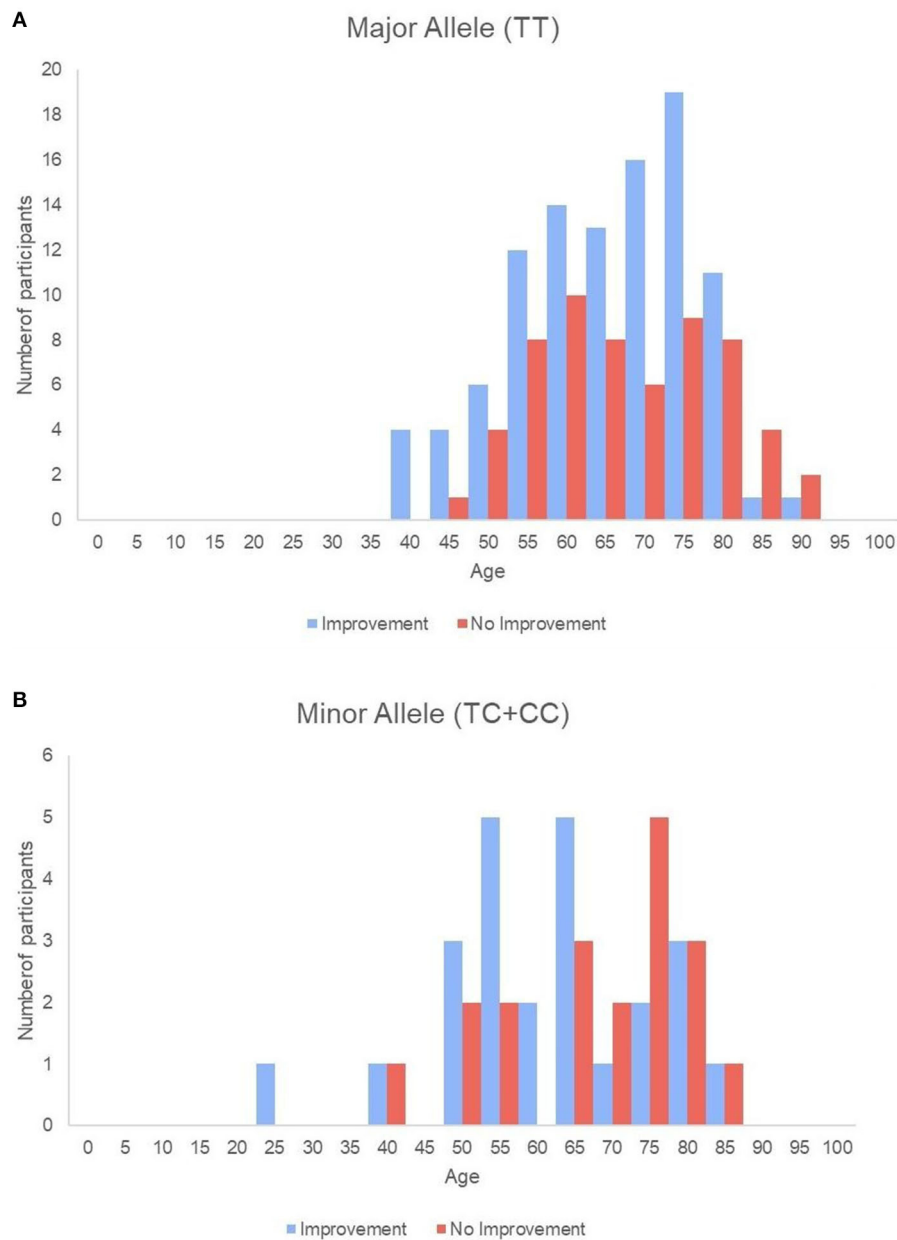 A
Major Allele (TT)
20
18
16
14
12
10
8
6
4
2
0
Numberof participants
0 5 10 15 20 25 30 35 40 45 50 55 60 65 70 75 80 85 90 95 100
Age
Improvement No Improvement
B
Minor Allele (TC+CC)
6
5
4
3
2
1
0
Numberof participants
0 5 10 15 20 25 30 35 40 45 50 55 60 65 70 75 80 85 90 95 100
Age
Improvement No Improvement